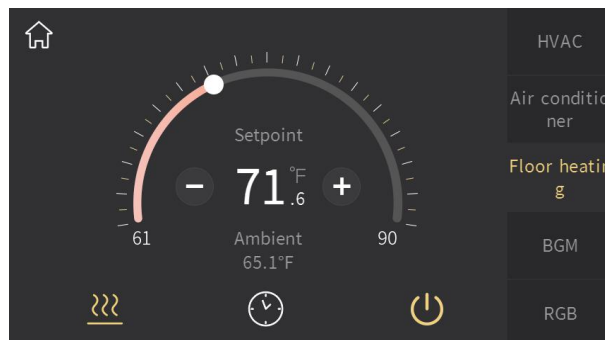 HVAC
Air conditio
ner
Floor heatin
g
BGM
RGB
Setpoint
− 71.6 °F +
61
90
Ambient
65.1°F